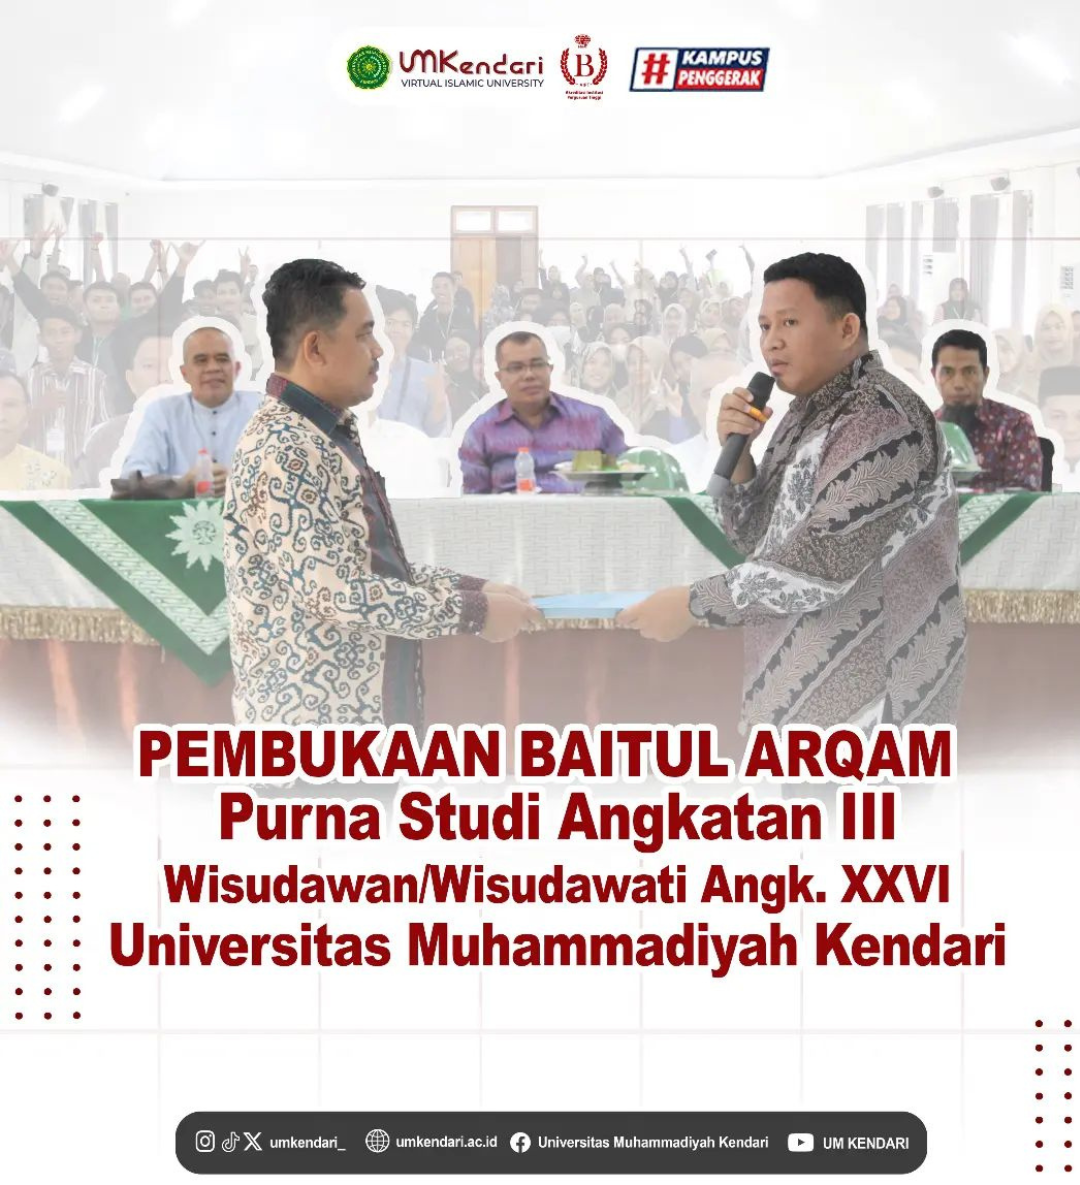 UMKendari
VIRTUAL ISLAMIC UNIVERSITY
B
# KAMPUS
PENGGERAK
PEMBUKAAN BAITUL ARQAM
Purna Studi Angkatan III
Wisudawan/Wisudawati Angk. XXVI
Universitas Muhammadiyah Kendari
umkendari_ umkendari.ac.id Universitas Muhammadiyah Kendari UM KENDARI